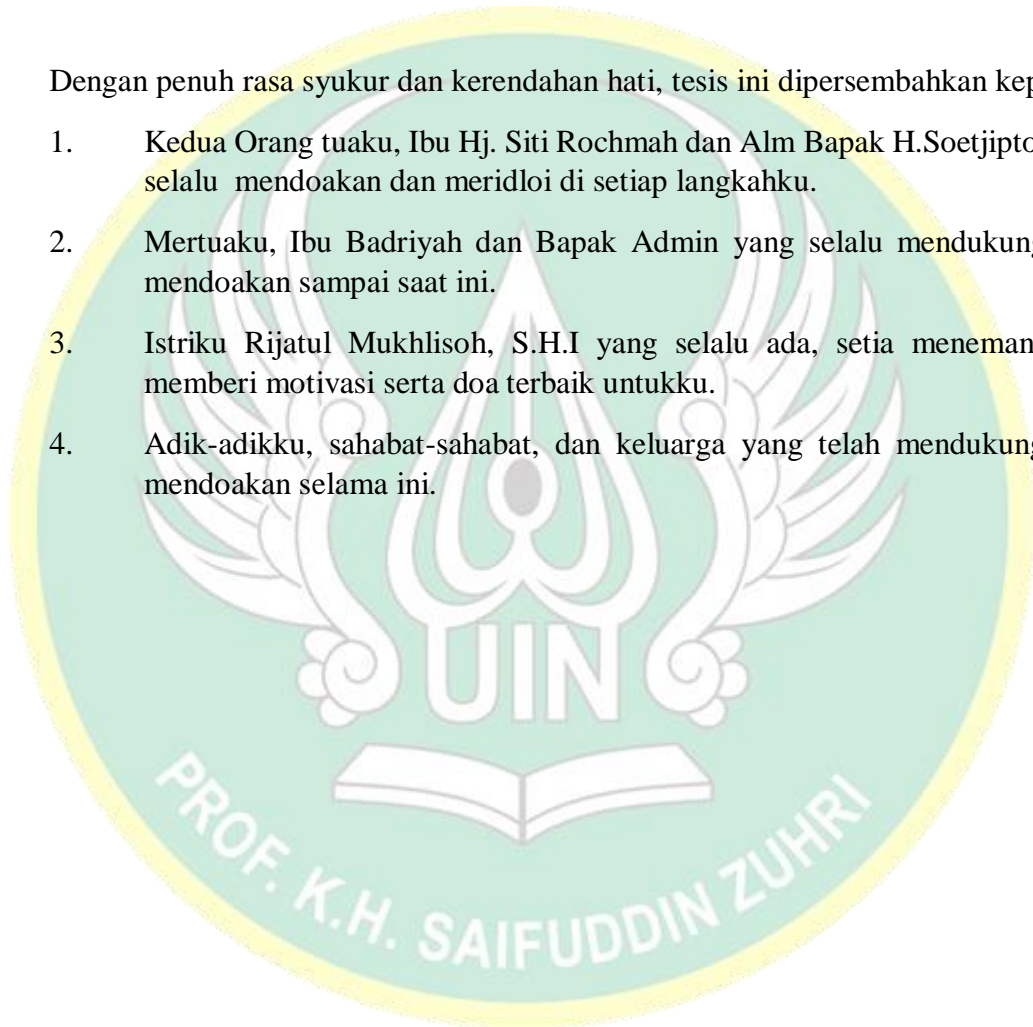 Dengan penuh rasa syukur dan kerendahan hati, tesis ini dipersembahkan kep
1. Kedua Orang tuaku, Ibu Hj. Siti Rochmah dan Alm Bapak H.Soetjipto
selalu mendoakan dan meridloi di setiap langkahku.
2. Mertuaku, Ibu Badriyah dan Bapak Admin yang selalu mendukung
mendoakan sampai saat ini.
3. Istriku Rijatul Mukhlisoh, S.H.I yang selalu ada, setia meneman
memberi motivasi serta doa terbaik untukku.
4. Adik-adikku, sahabat-sahabat, dan keluarga yang telah mendukung
mendoakan selama ini.
UIN
PROF. K.H. SAIFUDDIN ZUHRI